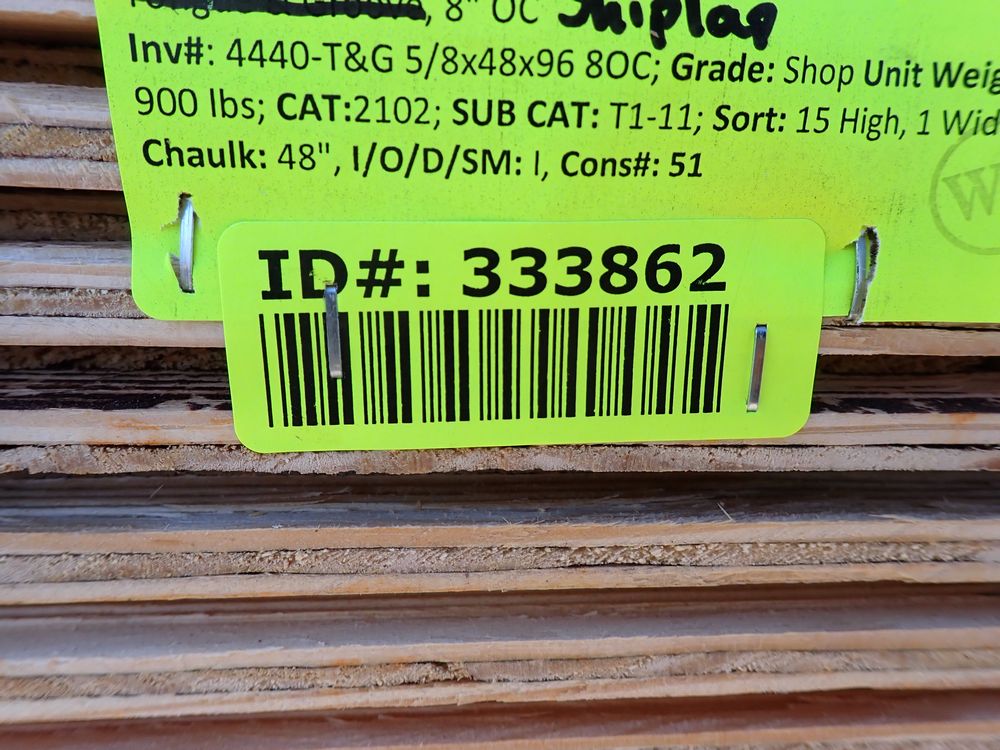 , 8" OC Shiplap
Inv#: 4440-T&G 5/8x48x96 8OC; Grade: Shop Unit Weig
900 lbs; CAT:2102; SUB CAT: T1-11; Sort: 15 High, 1 Wid
Chaulk: 48", I/O/D/SM: I, Cons#: 51
W
ID#: 333862